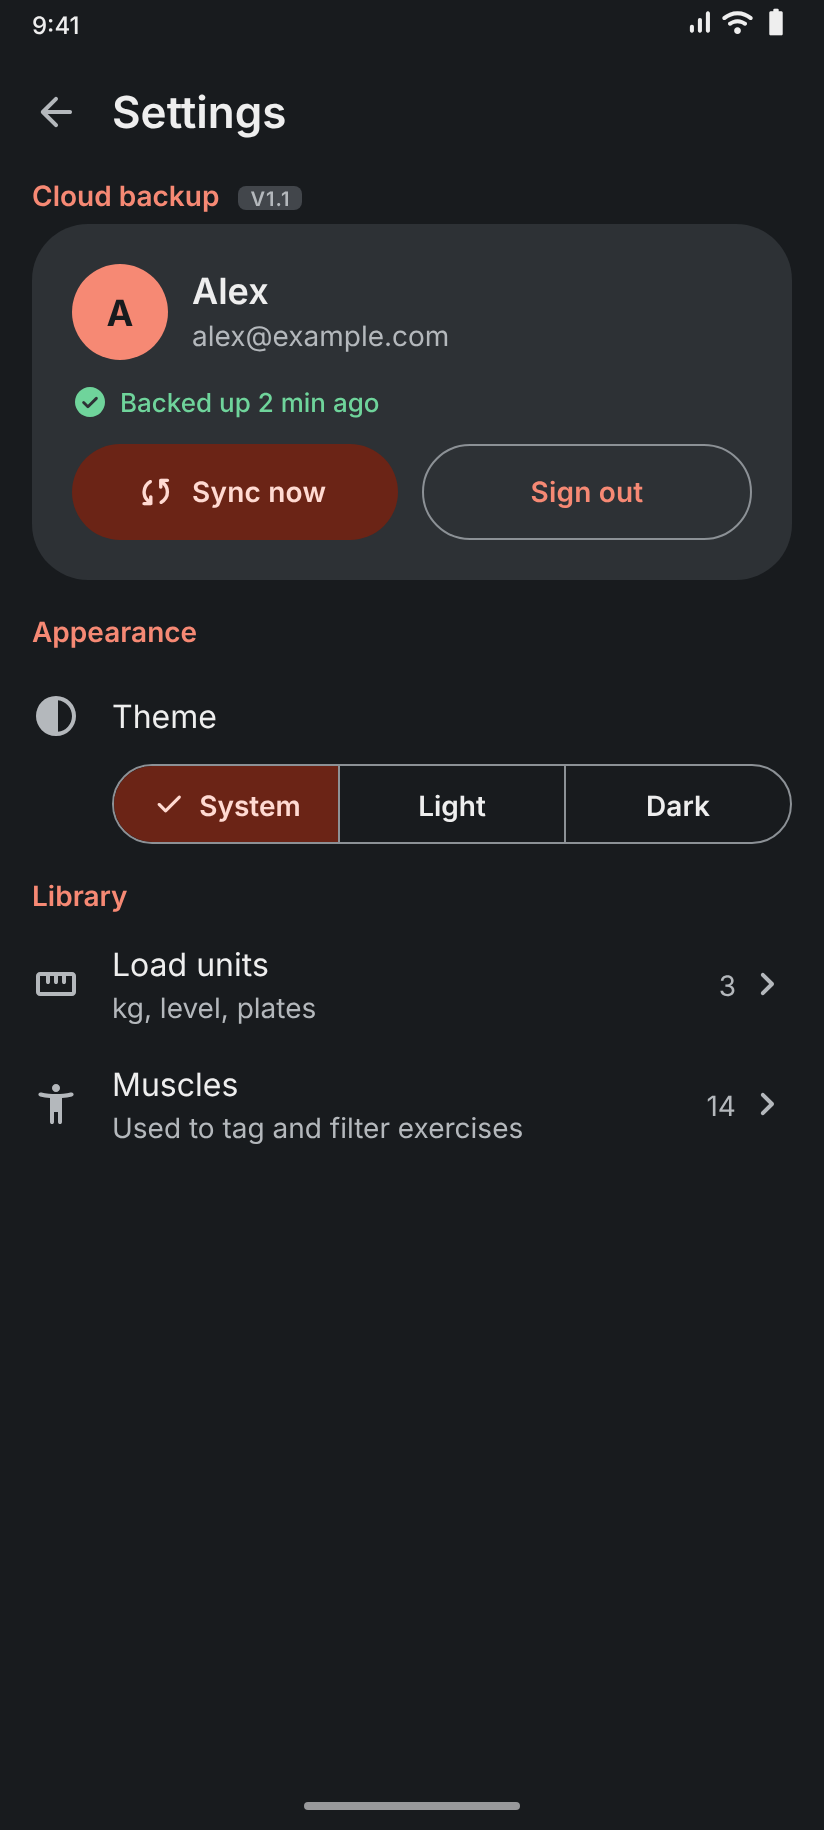 9:41
Settings
Cloud backup V1.1
A
Alex
alex@example.com
Backed up 2 min ago
Sync now Sign out
Appearance
Theme
System Light Dark
Library
Load units
kg, level, plates
3
Muscles
Used to tag and filter exercises
14